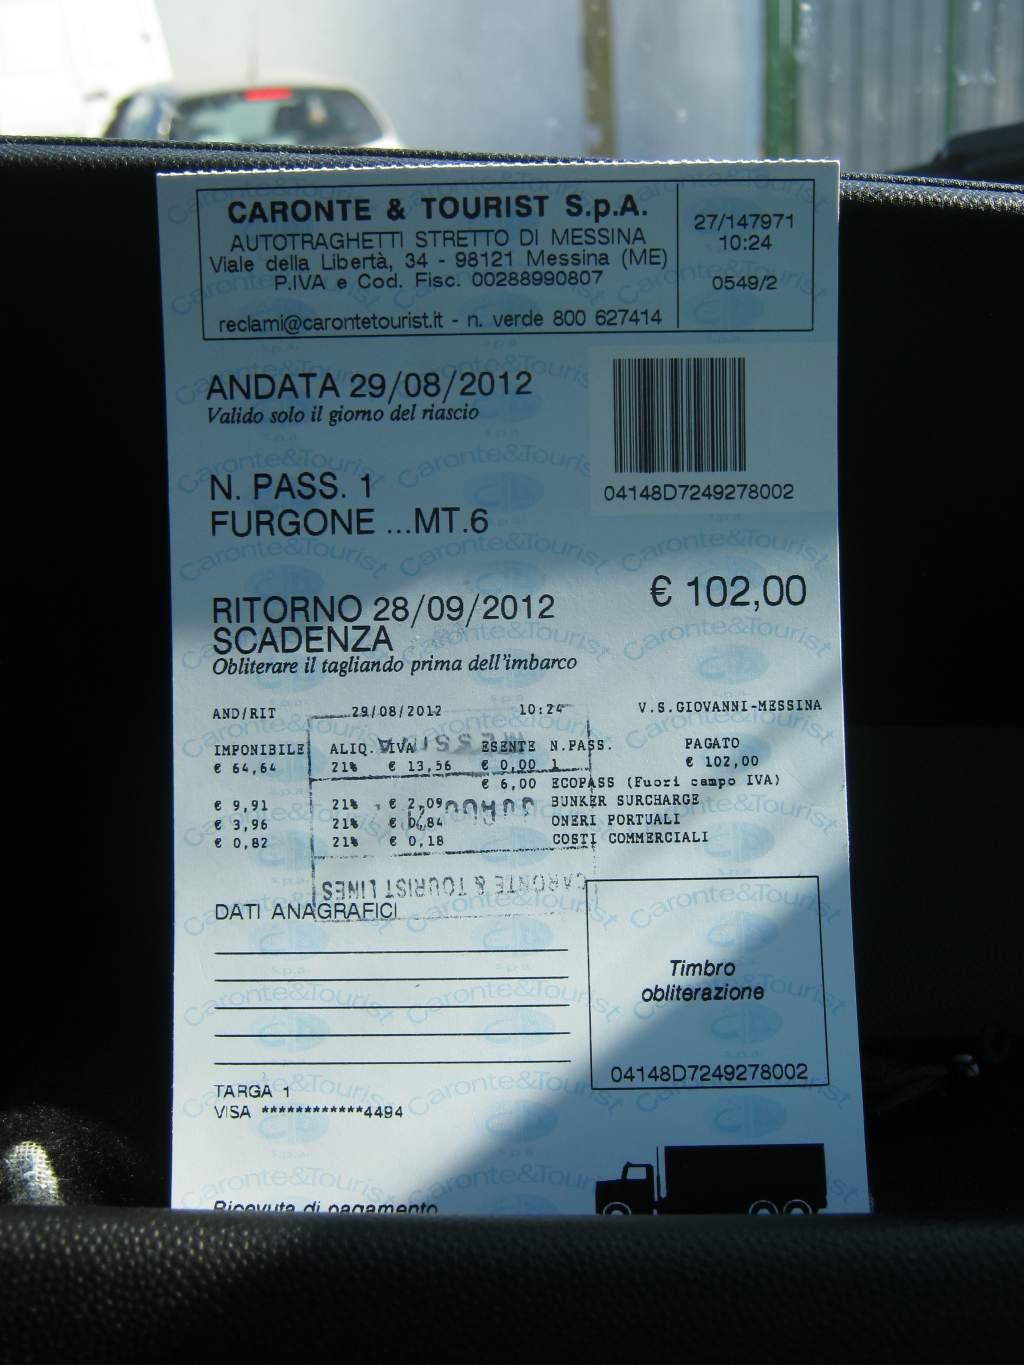 CARONTE & TOURIST S.p.A.
AUTOTRAGHETTI STRETTO DI MESSINA
Viale della Libertà, 34 - 98121 Messina (ME)
P.IVA e Cod. Fisc. 00288990807
reclami@carontetourist.it - n. verde 800 627414
27/147971
10:24
0549/2
ANDATA 29/08/2012
Valido solo il giorno del riascio
04148D7249278002
N. PASS. 1
FURGONE ...MT.6
€ 102,00
RITORNO 28/09/2012
SCADENZA
Obliterare il tagliando prima dell'imbarco
AND/RIT 29/08/2012 10:24 V.S.GIOVANNI-MESSINA
IMPONIBILE ALIQ. IVA ESENTE N.PASS. PAGATO
€ 64,64 21% € 13,56 € 0,00 1 € 102,00
€ 6,00 ECOPASS (Fuori campo IVA)
€ 9,91 21% € 2,09 BUNKER SURCHARGE
€ 3,96 21% € 0,84 ONERI PORTUALI
€ 0,82 21% € 0,18 COSTI COMMERCIALI
MESSINA
CARONTE & TOURIST LINES
DATI ANAGRAFICI
Timbro
obliterazione
04148D7249278002
TARGA 1
VISA ************4494
Ricevuta di pagamento